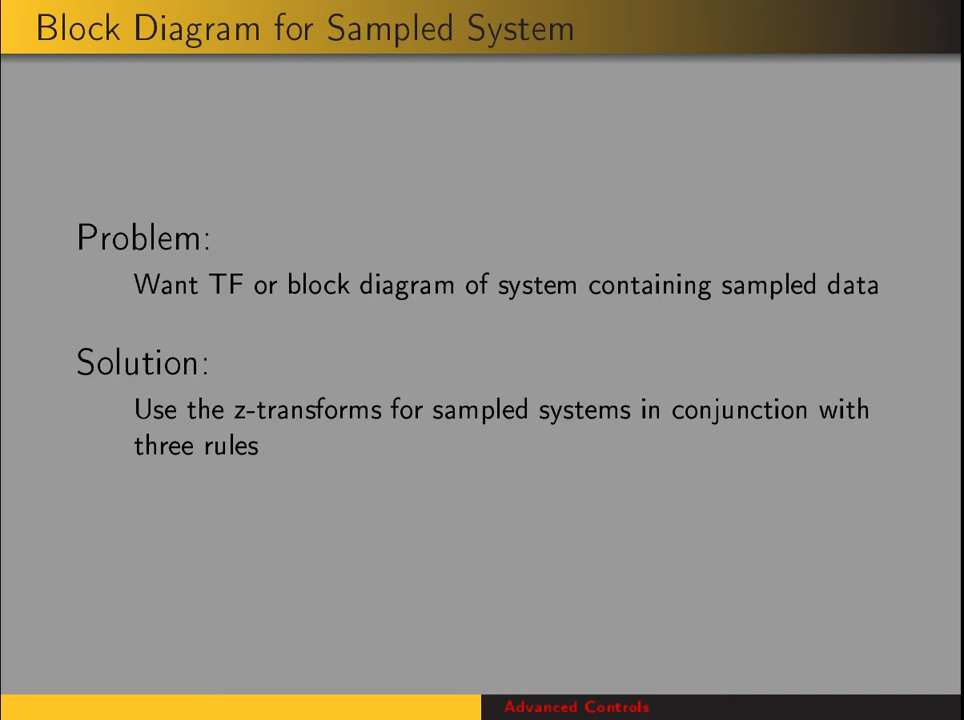 Block Diagram for Sampled System
Problem:
Want TF or block diagram of system containing sampled data
Solution:
Use the z-transforms for sampled systems in conjunction with
three rules
Advanced Controls